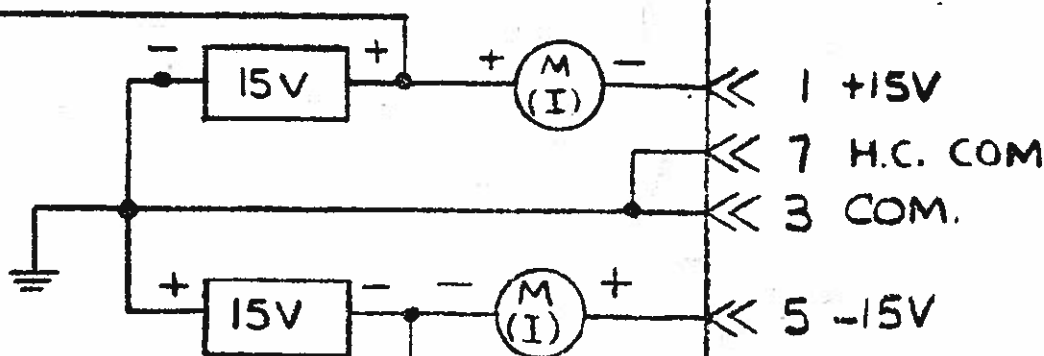 - 15V + + M (I) - 1 +15V
7 H.C. COM
3 COM.
+ 15V - - M (I) + 5 -15V